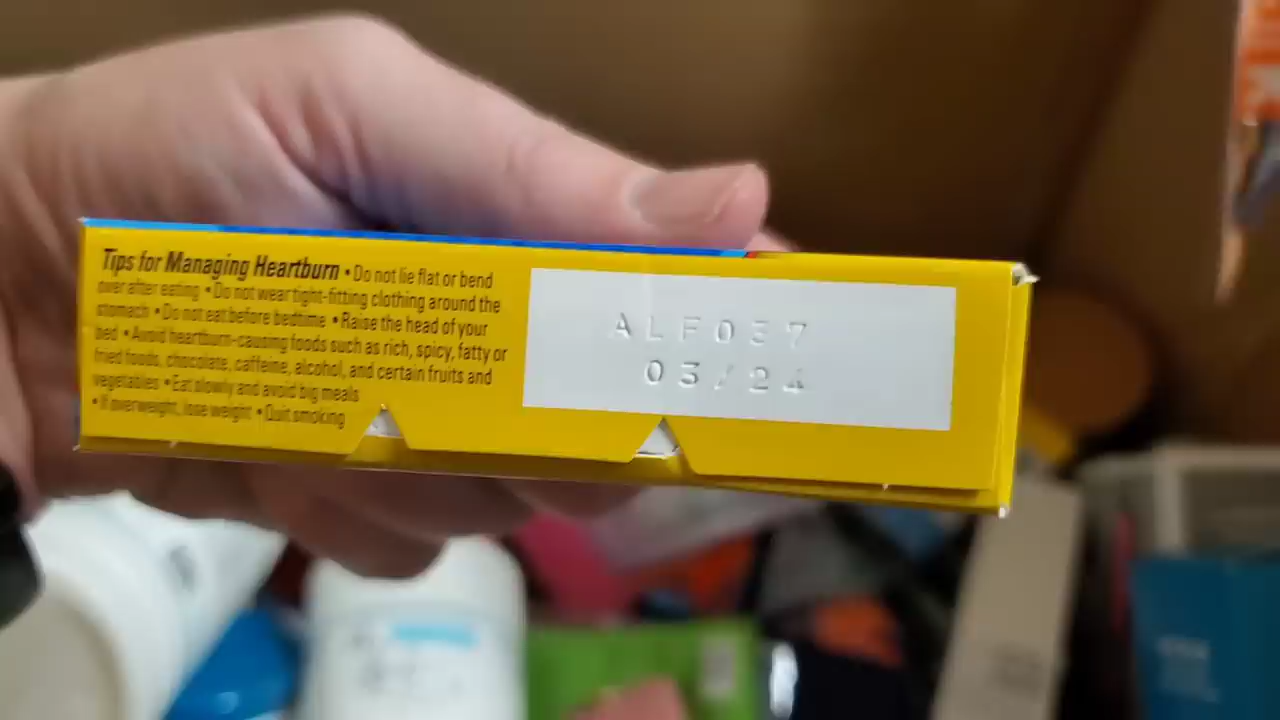 Tips for Managing Heartburn • Do not lie flat or bend
over after eating • Do not wear tight-fitting clothing around the
stomach • Do not eat before bedtime • Raise the head of your
bed • Avoid heartburn-causing foods such as rich, spicy, fatty or
fried foods, chocolate, caffeine, alcohol, and certain fruits and
vegetables • Eat slowly and avoid big meals
• If overweight, lose weight • Quit smoking
ALF037
03/24